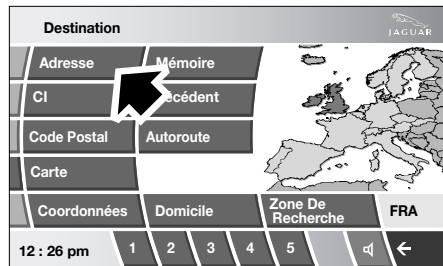 Destination
JAGUAR
Adresse
Mémoire
CI
écédent
Code Postal
Autoroute
Carte
Coordonnées
Domicile
Zone De
Recherche
FRA
12 : 26 pm
1
2
3
4
5